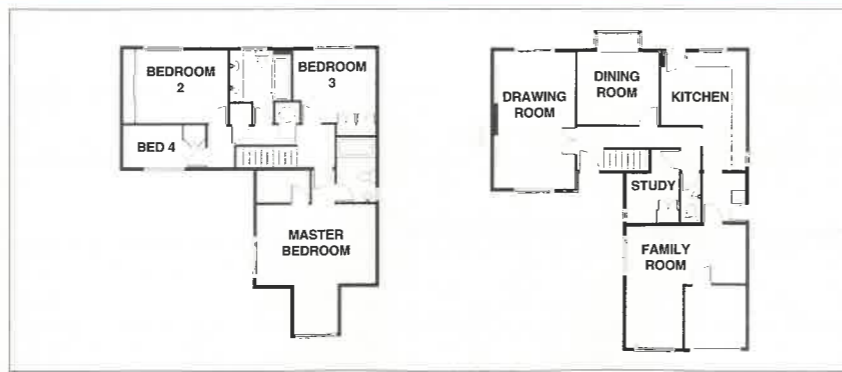 BEDROOM
2
BEDROOM
3
BED 4
MASTER
BEDROOM
DRAWING
ROOM
DINING
ROOM
KITCHEN
STUDY
FAMILY
ROOM